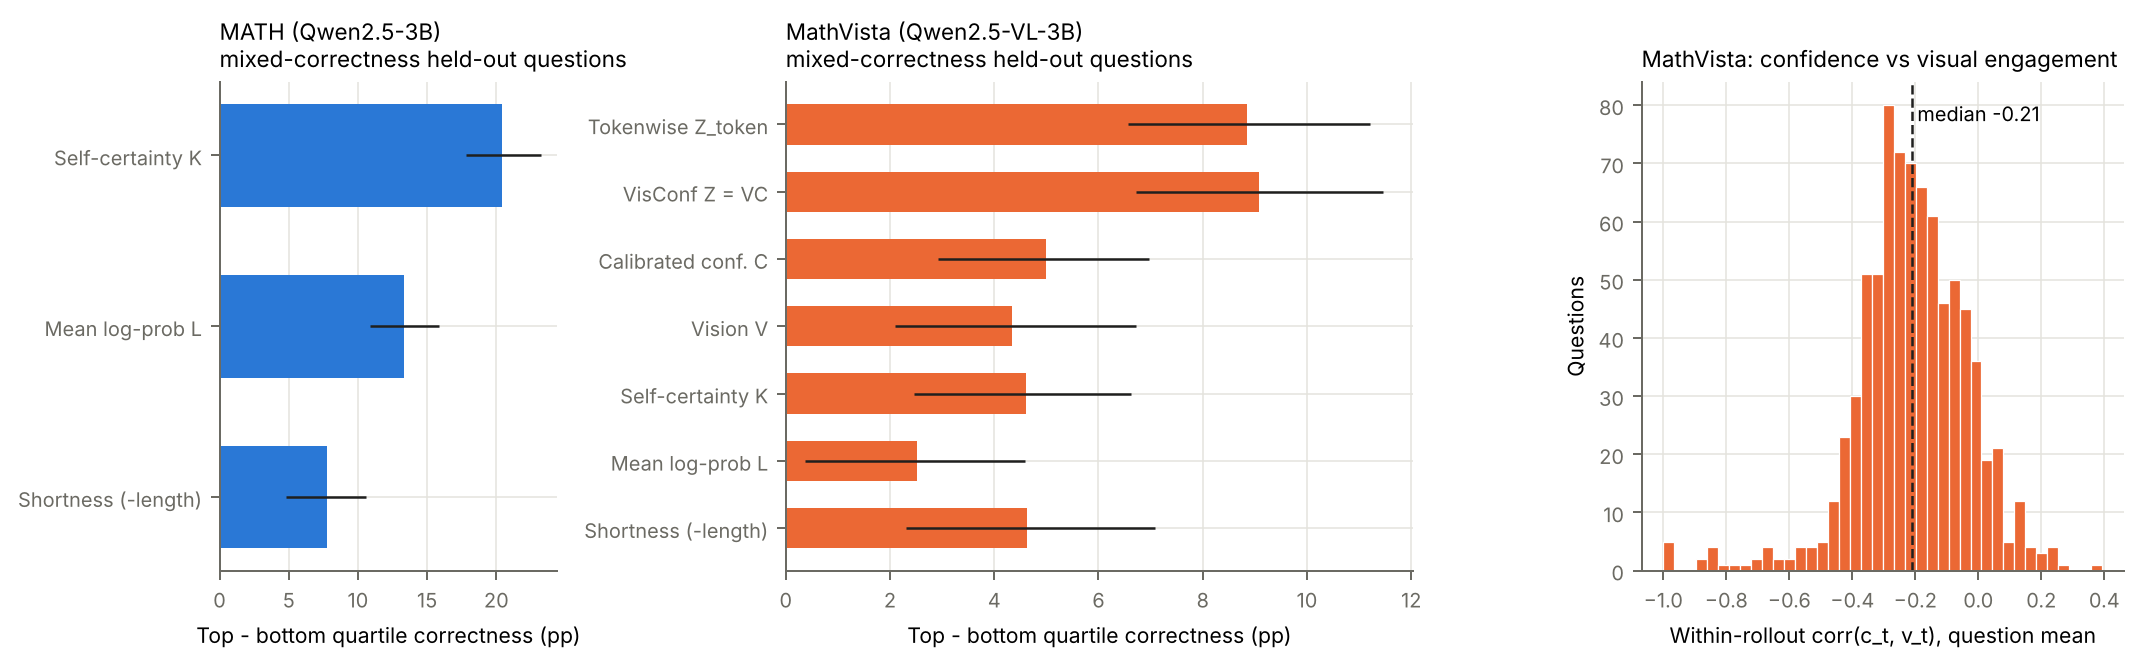 MATH (Qwen2.5-3B)
mixed-correctness held-out questions
Self-certainty K
Mean log-prob L
Shortness (-length)
0 5 10 15 20
Top - bottom quartile correctness (pp)
MathVista (Qwen2.5-VL-3B)
mixed-correctness held-out questions
Tokenwise Z_token
VisConf Z = VC
Calibrated conf. C
Vision V
Self-certainty K
Mean log-prob L
Shortness (-length)
0 2 4 6 8 10 12
Top - bottom quartile correctness (pp)
MathVista: confidence vs visual engagement
median -0.21
Questions
80
70
60
50
40
30
20
10
0
−1.0 −0.8 −0.6 −0.4 −0.2 0.0 0.2 0.4
Within-rollout corr(c_t, v_t), question mean